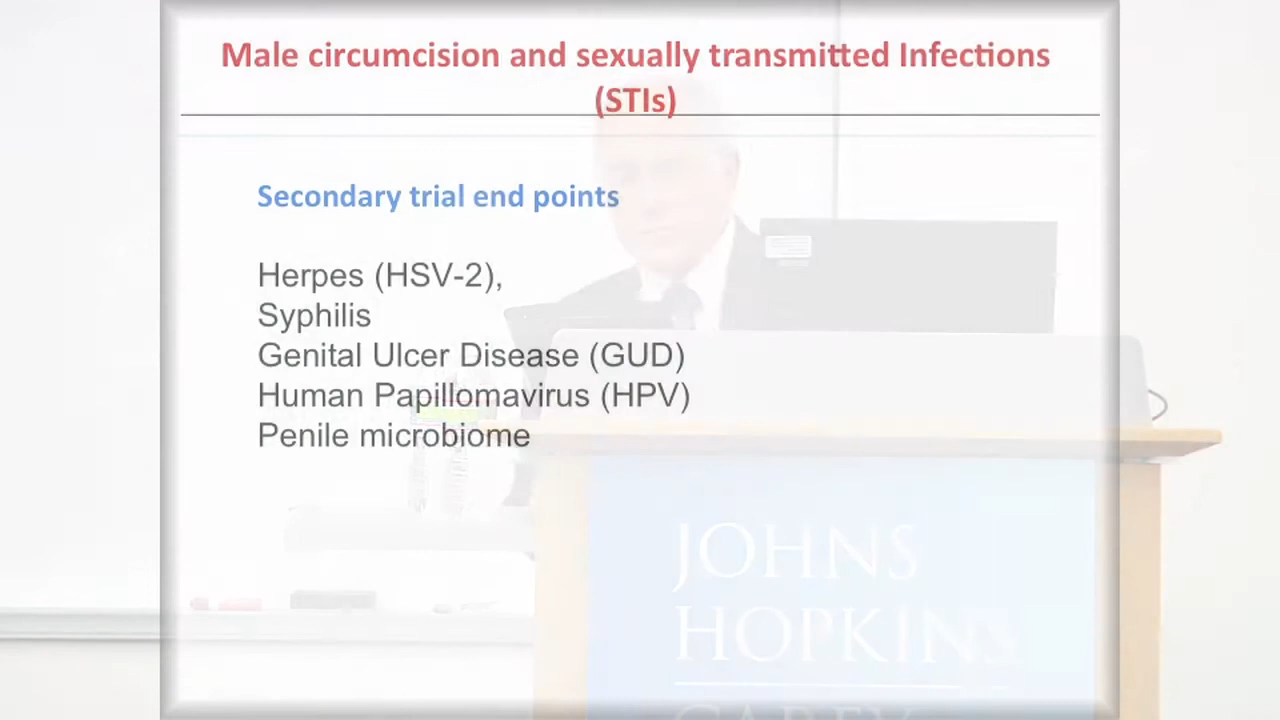 Male circumcision and sexually transmitted Infections
(STIs)
Secondary trial end points
Herpes (HSV-2),
Syphilis
Genital Ulcer Disease (GUD)
Human Papillomavirus (HPV)
Penile microbiome
JOHNS
HOPKINS
CAREY